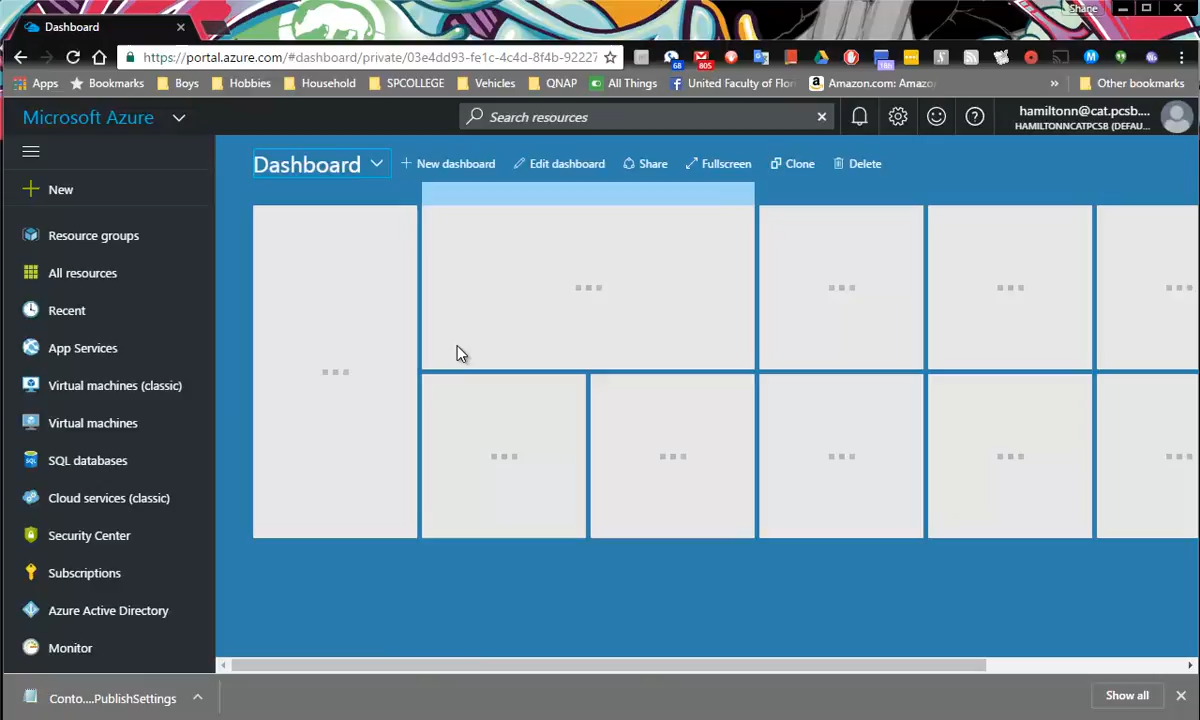 Dashboard
Shane
https://portal.azure.com/#dashboard/private/03e4dd93-fe1c-4c4d-8f4b-92227
68
805
Apps
Bookmarks
Boys
Hobbies
Household
SPCOLLEGE
Vehicles
QNAP
All Things
United Faculty of Flori
Amazon.com: Amazo
»
Other bookmarks
Microsoft Azure
Search resources
hamiltonn@cat.pcsb....
HAMILTONNCATPCSB (DEFAU...
Dashboard
New dashboard
Edit dashboard
Share
Fullscreen
Clone
Delete
New
Resource groups
All resources
Recent
App Services
Virtual machines (classic)
Virtual machines
SQL databases
Cloud services (classic)
Security Center
Subscriptions
Azure Active Directory
Monitor
Conto....PublishSettings
Show all